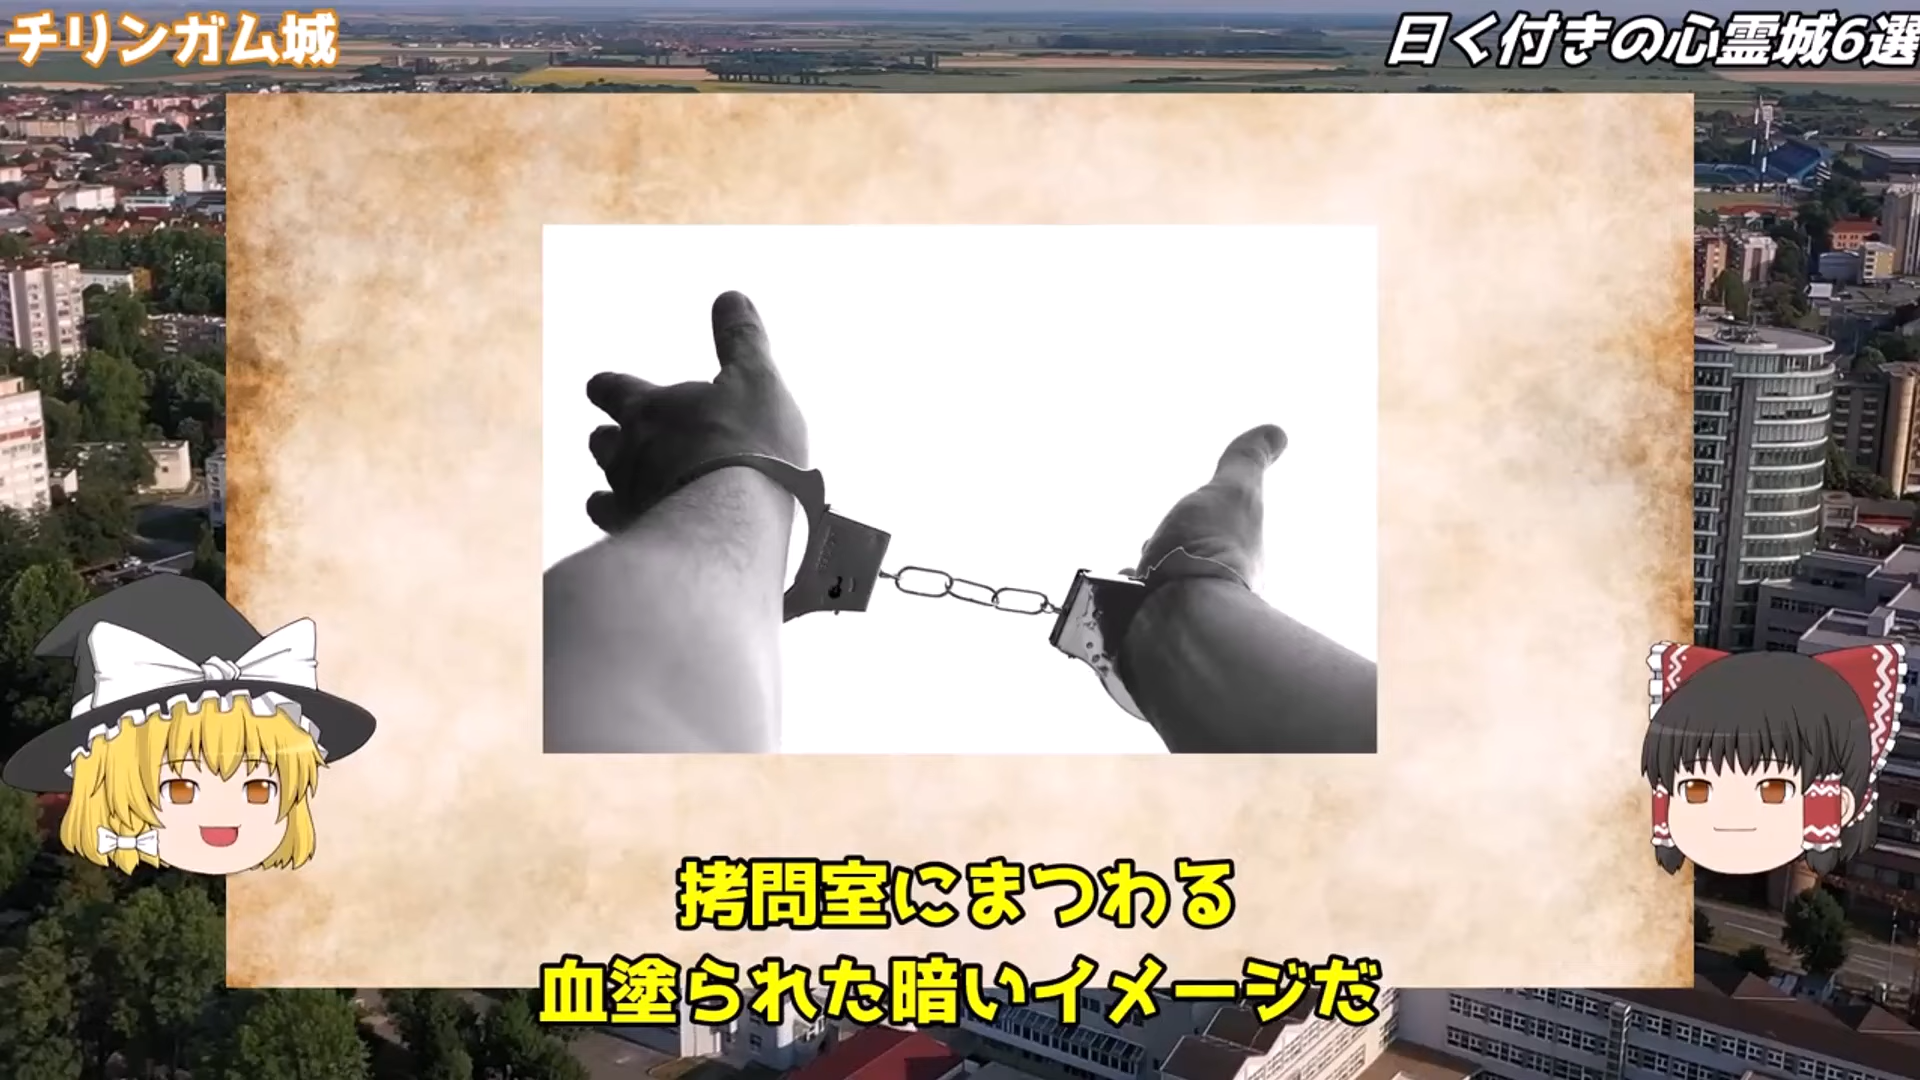 チリンガム城
曰く付きの心霊城6選
拷問室にまつわる
血塗られた暗いイメージだ